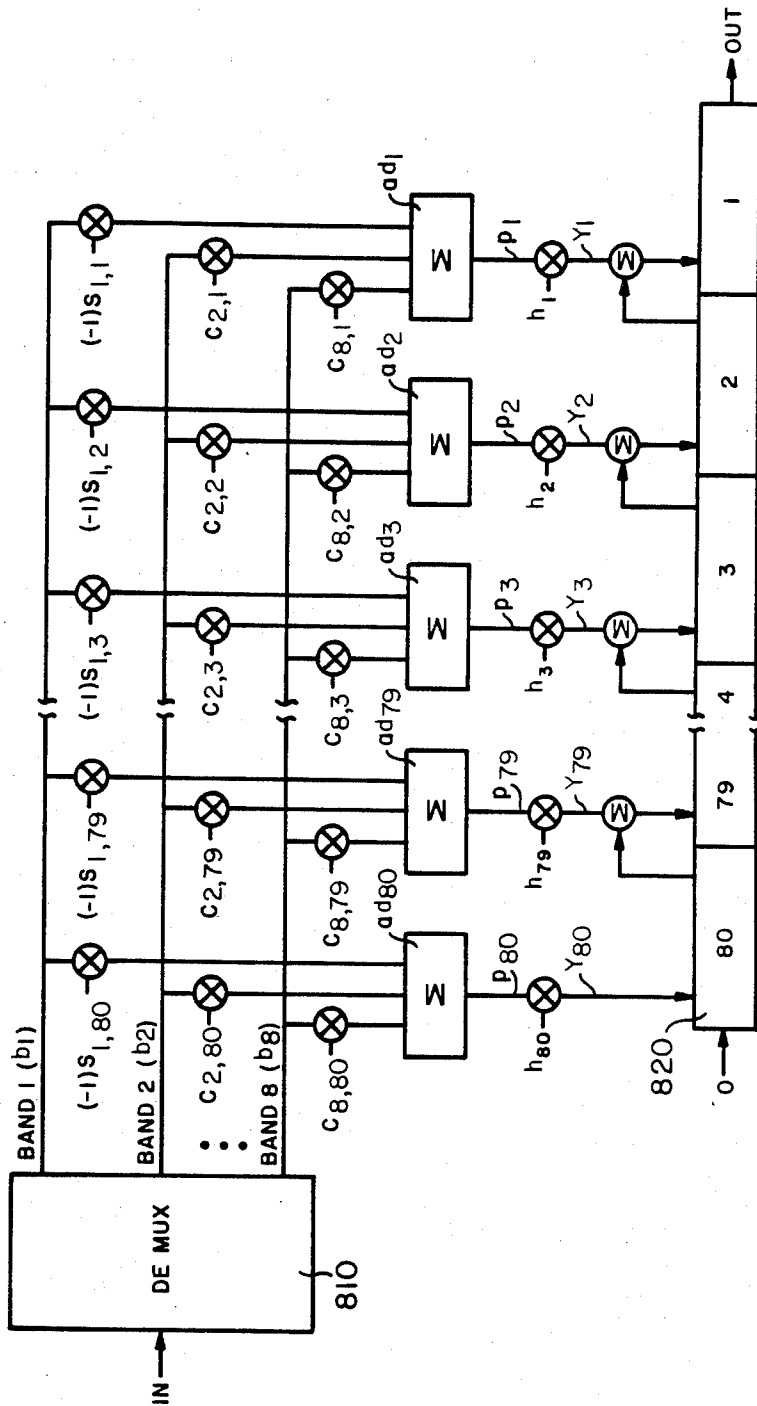 IN
DE MUX
810
BAND 1 (b1)
(-1)S1,80
(-1)S1,79
(-1)S1,3
(-1)S1,2
(-1)S1,1
BAND 2 (b2)
C2,80
C2,79
C2,3
C2,2
C2,1
•••
BAND 8 (b8)
C8,80
C8,79
C8,3
C8,2
C8,1
ad80
ad79
ad3
ad2
ad1
Σ Σ Σ Σ Σ
P80
P79
P3
P2
P1
h80
h79
h3
h2
h1
Y80
Y79
Y3
Y2
Y1
Σ Σ Σ Σ
820
O
80 79 4 3 2 1
OUT